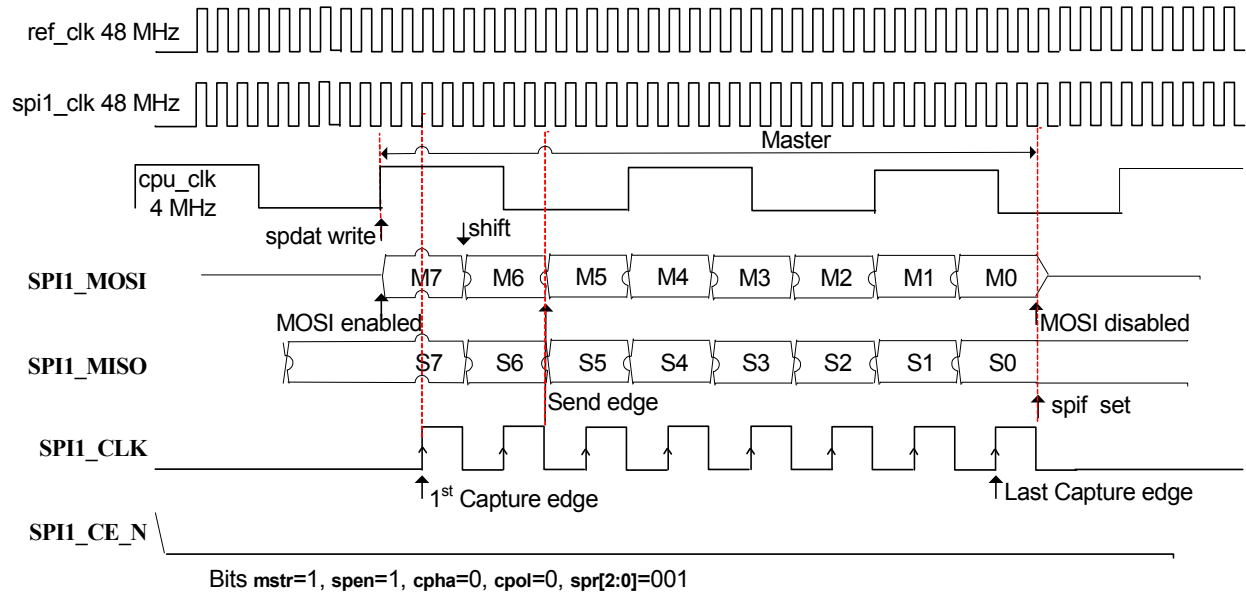 ref_clk 48 MHz
spi1_clk 48 MHz
Master
cpu_clk
4 MHz
spdat write
shift
SPI1_MOSI
M7 M6 M5 M4 M3 M2 M1 M0
MOSI enabled
MOSI disabled
SPI1_MISO
S7 S6 S5 S4 S3 S2 S1 S0
Send edge
spif set
SPI1_CLK
1st Capture edge
Last Capture edge
SPI1_CE_N
Bits mstr=1, spen=1, cpha=0, cpol=0, spr[2:0]=001